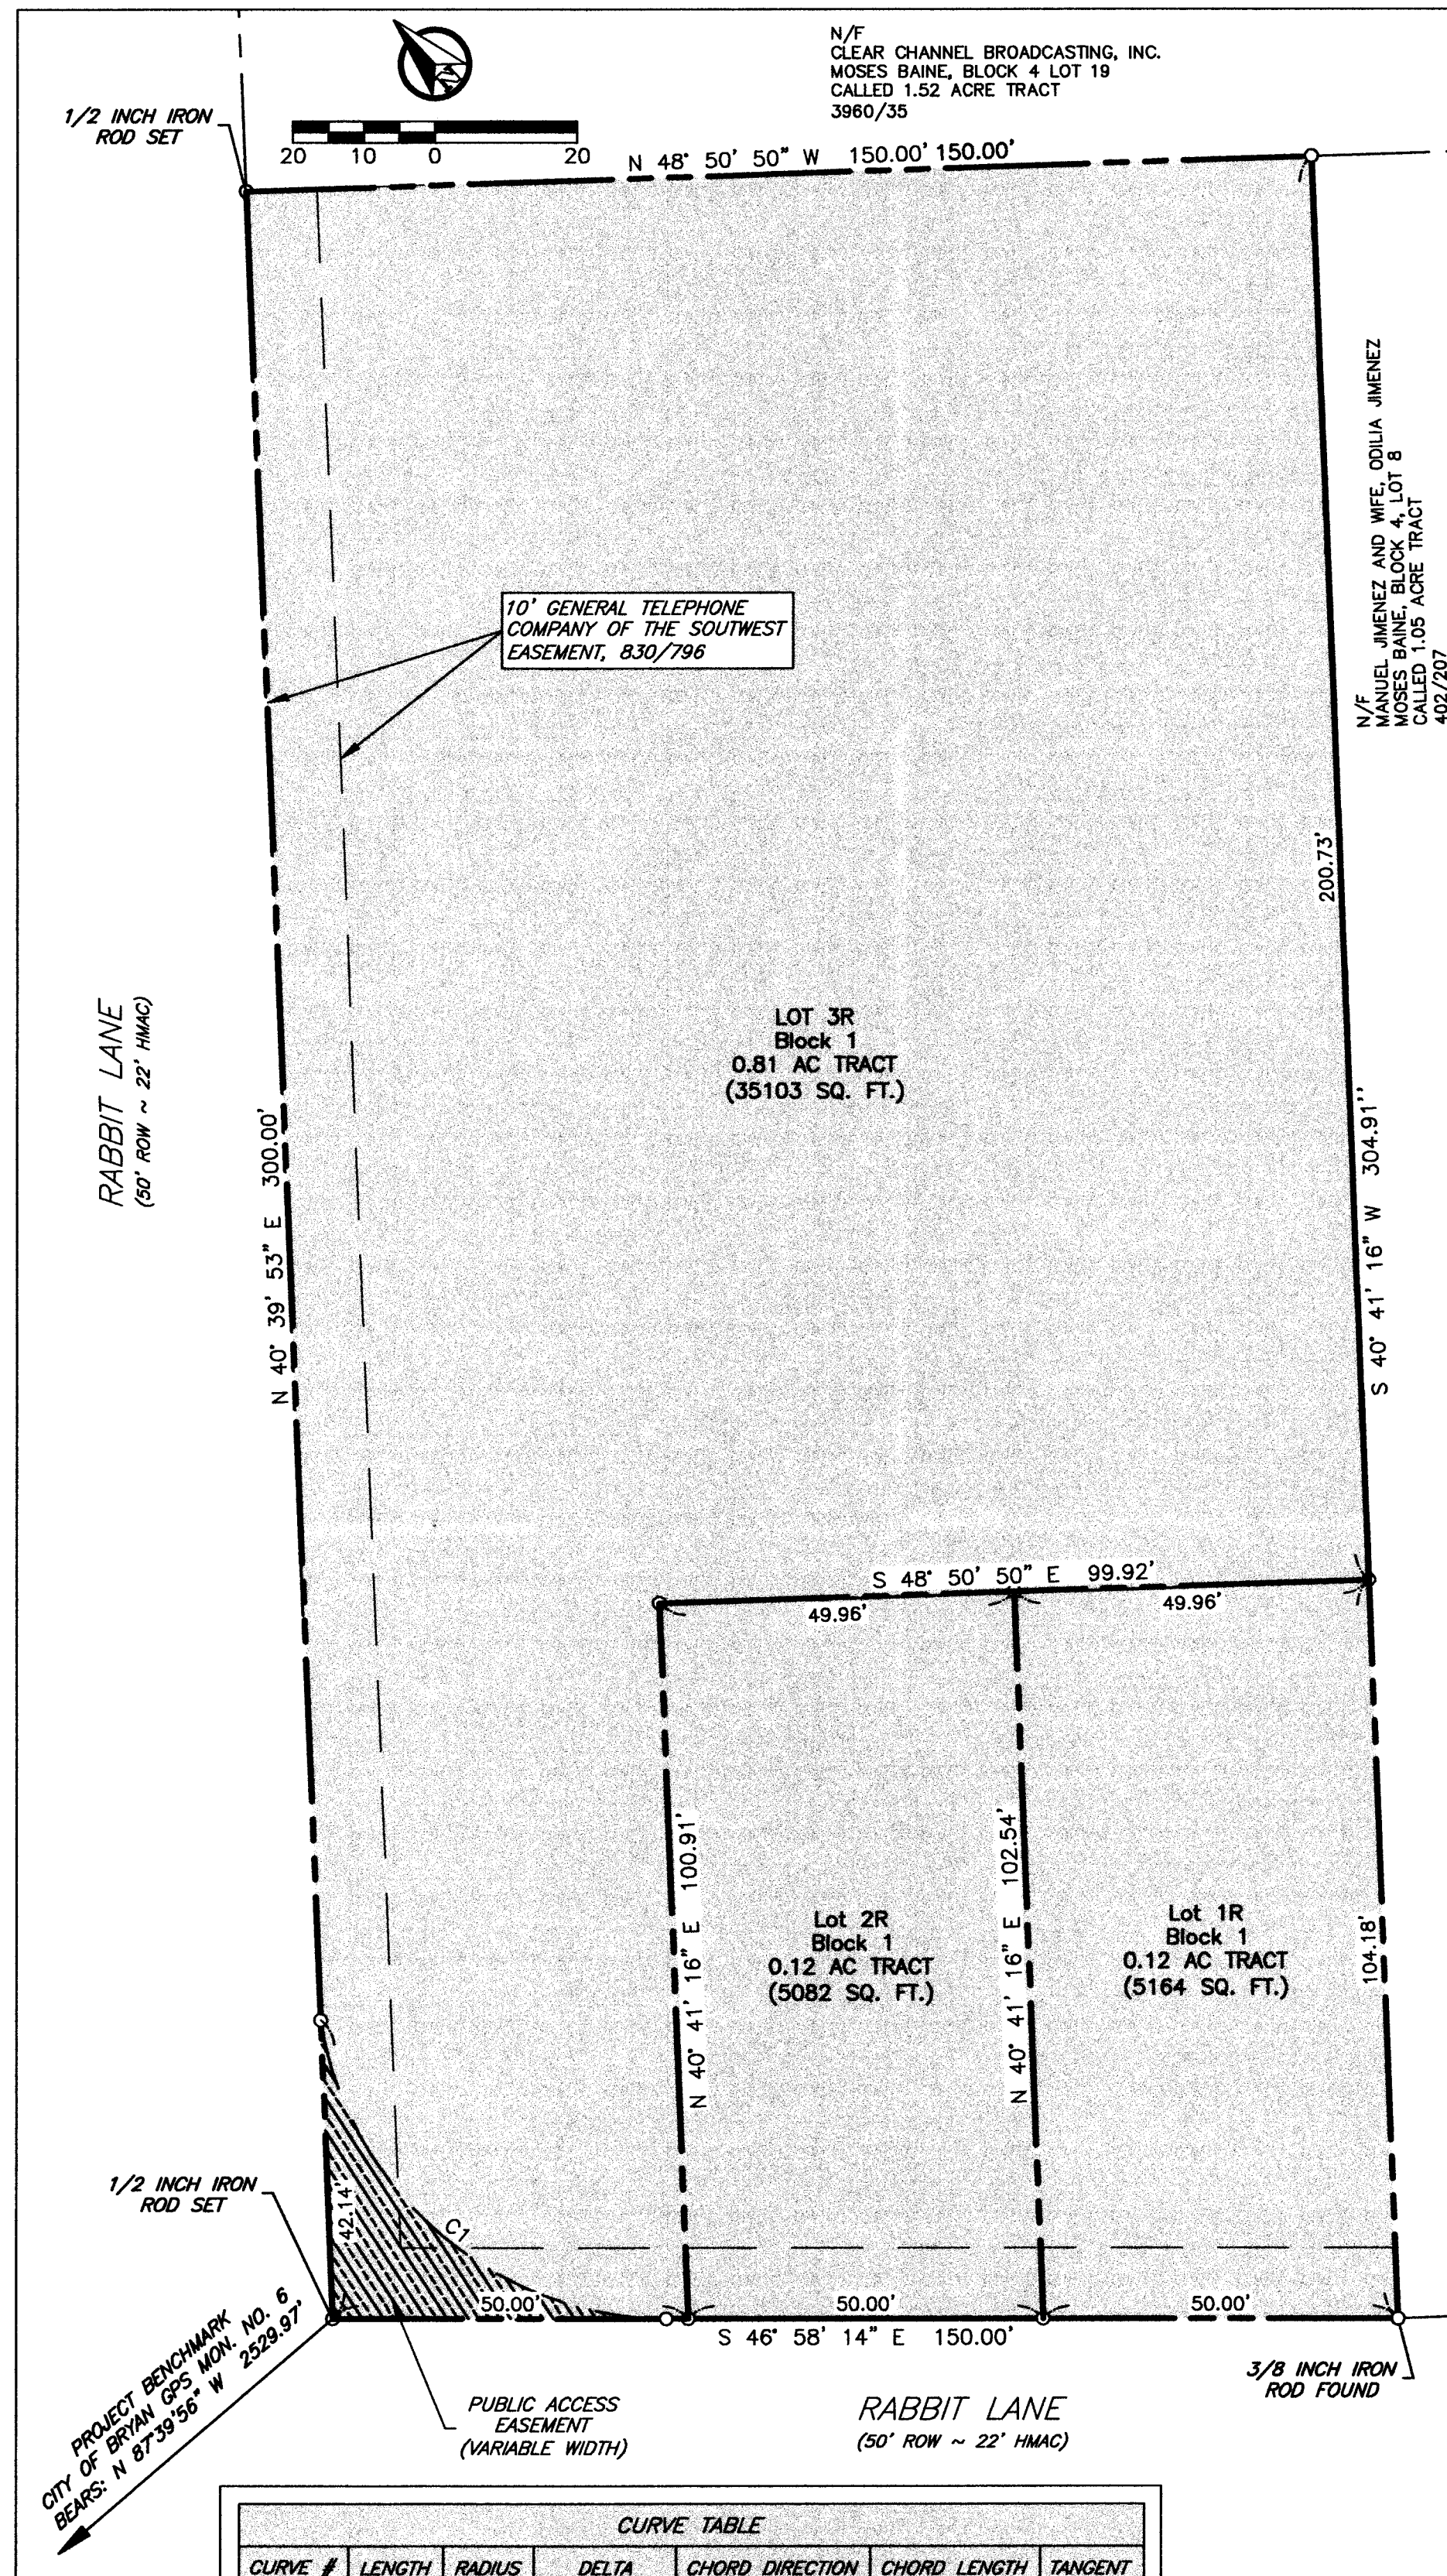 N/F
CLEAR CHANNEL BROADCASTING, INC.
MOSES BAINE, BLOCK 4 LOT 19
CALLED 1.52 ACRE TRACT
3960/35
N
1/2 INCH IRON
ROD SET
20 10 0 20
N 48° 50' 50" W 150.00' 150.00'
N/F
MANUEL JIMENEZ AND WIFE, ODILIA JIMENEZ
MOSES BAINE, BLOCK 4, LOT 8
CALLED 1.05 ACRE TRACT
402/207
10' GENERAL TELEPHONE
COMPANY OF THE SOUTWEST
EASEMENT, 830/796
200.73'
RABBIT LANE
(50' ROW ~ 22' HMAC)
LOT 3R
Block 1
0.81 AC TRACT
(35103 SQ. FT.)
N 40° 39' 53" E 300.00'
S 40° 41' 16" W 304.91''
S 48° 50' 50" E 99.92'
49.96'
49.96'
N 40° 41' 16" E 100.91'
N 40° 41' 16" E 102.54'
Lot 2R
Block 1
0.12 AC TRACT
(5082 SQ. FT.)
Lot 1R
Block 1
0.12 AC TRACT
(5164 SQ. FT.)
104.18'
1/2 INCH IRON
ROD SET
42.14'
C1
50.00'
50.00'
50.00'
S 46° 58' 14" E 150.00'
3/8 INCH IRON
ROD FOUND
PROJECT BENCHMARK
CITY OF BRYAN GPS MON. NO. 6
BEARS: N 87°39'56" W 2529.97'
PUBLIC ACCESS
EASEMENT
(VARIABLE WIDTH)
RABBIT LANE
(50' ROW ~ 22' HMAC)
CURVE TABLE
CURVE # LENGTH RADIUS DELTA CHORD DIRECTION CHORD LENGTH TANGENT